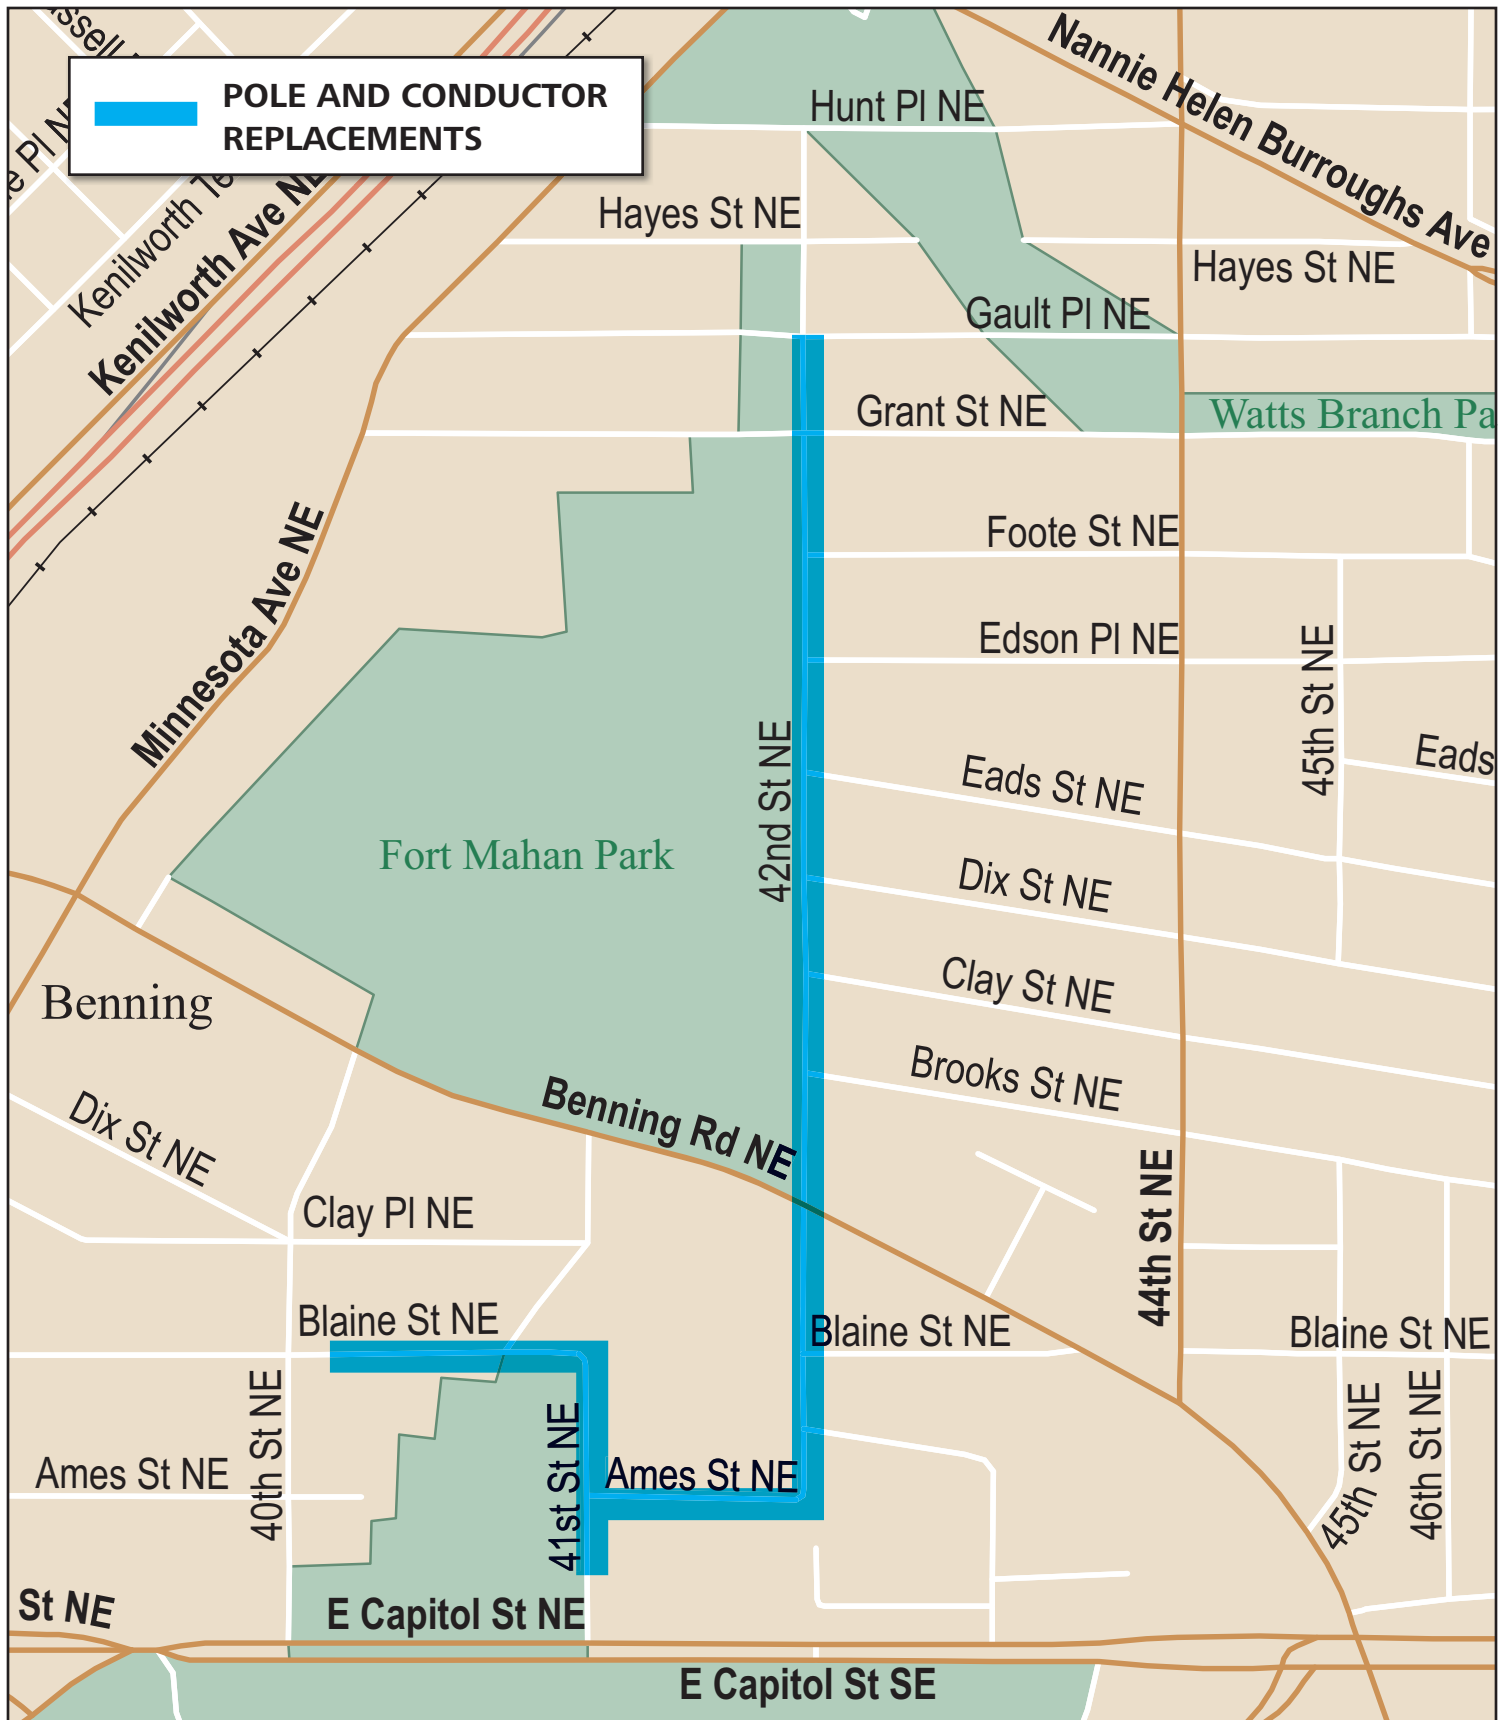 ssell
POLE AND CONDUCTOR
REPLACEMENTS
e Pl NE
Kenilworth Te
Kenilworth Ave NE
Nannie Helen Burroughs Ave
Hunt Pl NE
Hayes St NE
Hayes St NE
Gault Pl NE
Grant St NE
Watts Branch Pa
Foote St NE
Minnesota Ave NE
Edson Pl NE
45th St NE
42nd St NE
Eads St NE
Eads
Fort Mahan Park
Dix St NE
Clay St NE
Benning
Brooks St NE
Benning Rd NE
Dix St NE
44th St NE
Clay Pl NE
Blaine St NE
Blaine St NE
Blaine St NE
40th St NE
41st St NE
Ames St NE
Ames St NE
45th St NE
46th St NE
St NE
E Capitol St NE
E Capitol St SE